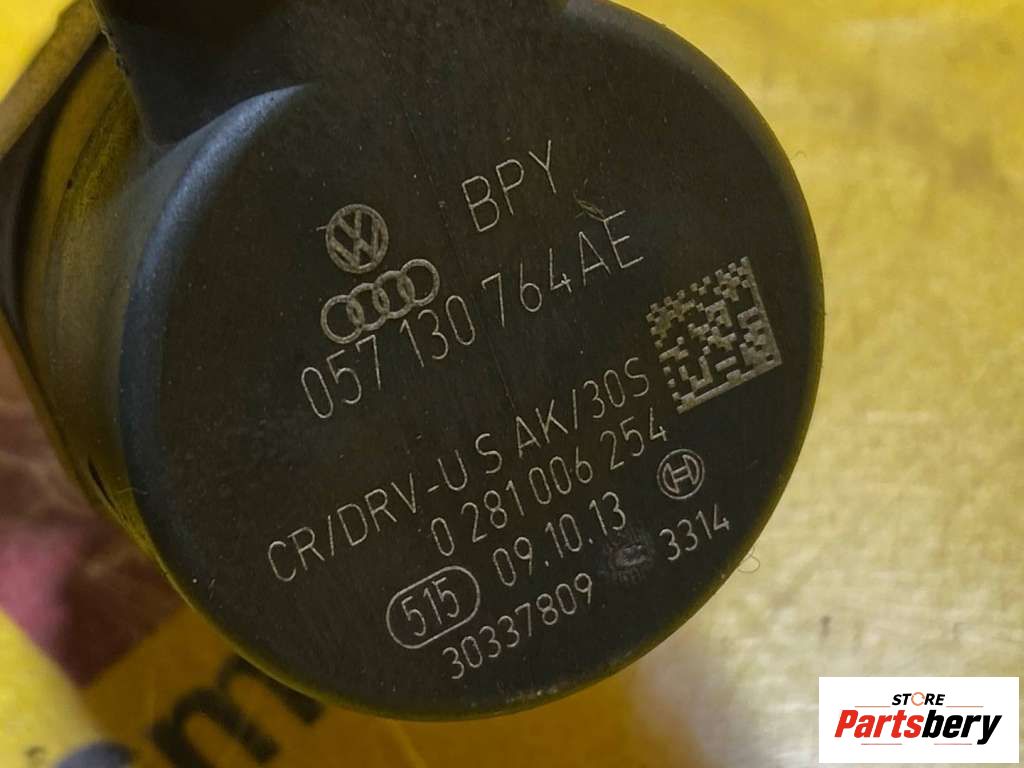 BPY
057 130 764AE
CR/DRV-U S AK/30S
0 281 006 254
515 09.10.13
30337809 3314
STORE
Partsbery